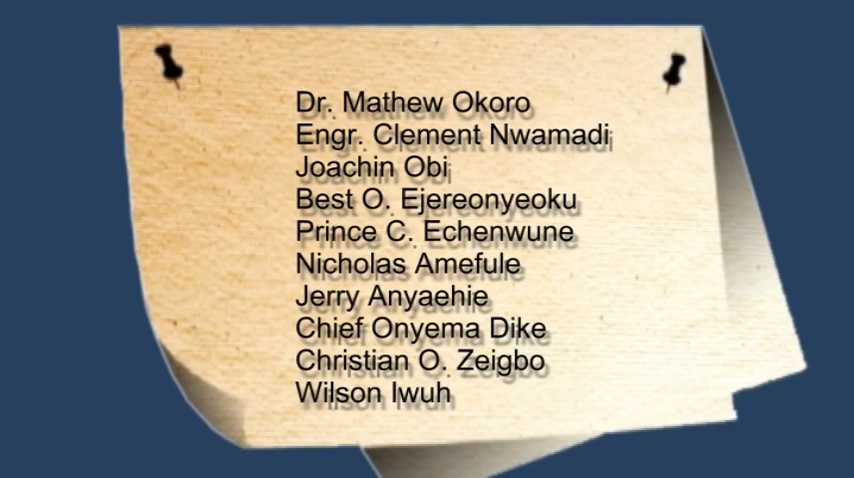 Dr. Mathew Okoro
Engr. Clement Nwamadi
Joachin Obi
Best O. Ejereonyeoku
Prince C. Echenwune
Nicholas Amefule
Jerry Anyaehie
Chief Onyema Dike
Christian O. Zeigbo
Wilson Iwuh